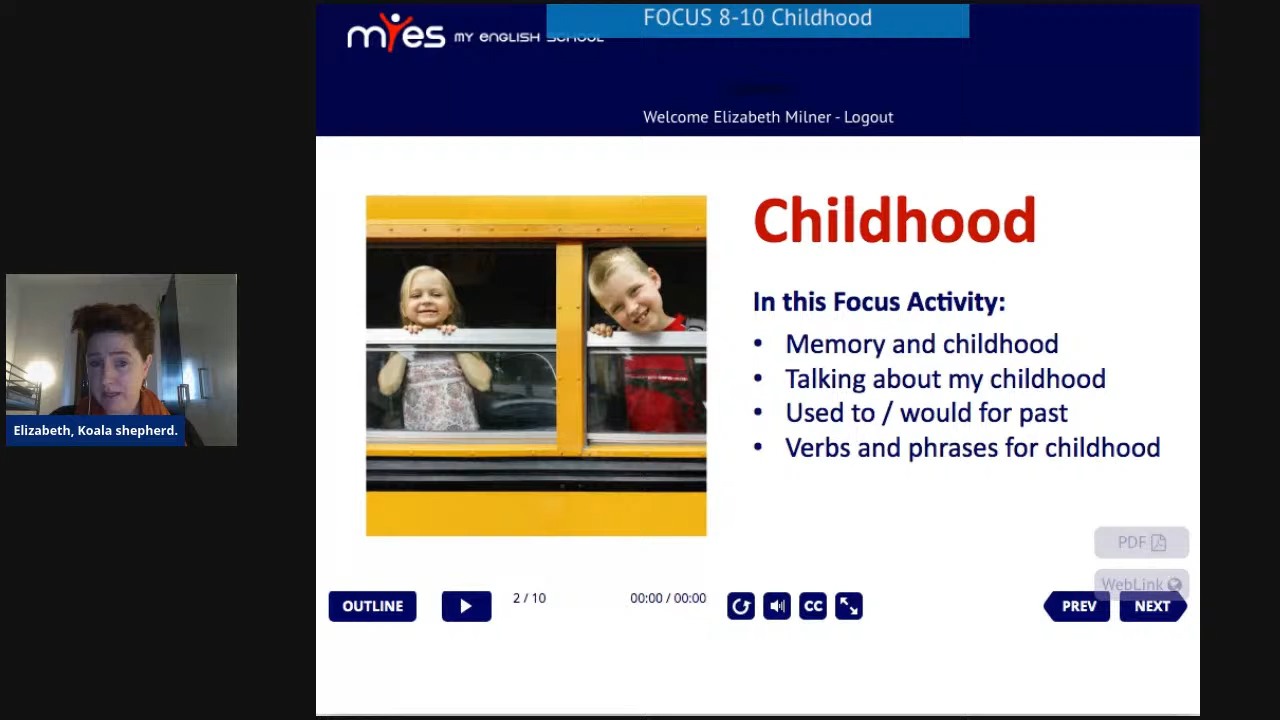 FOCUS 8-10 Childhood
myes MY ENGLISH SCHOOL
Welcome Elizabeth Milner - Logout
Childhood
In this Focus Activity:
• Memory and childhood
• Talking about my childhood
• Used to / would for past
• Verbs and phrases for childhood
Elizabeth, Koala shepherd.
PDF
WebLink
OUTLINE
2 / 10
00:00 / 00:00
CC
PREV
NEXT